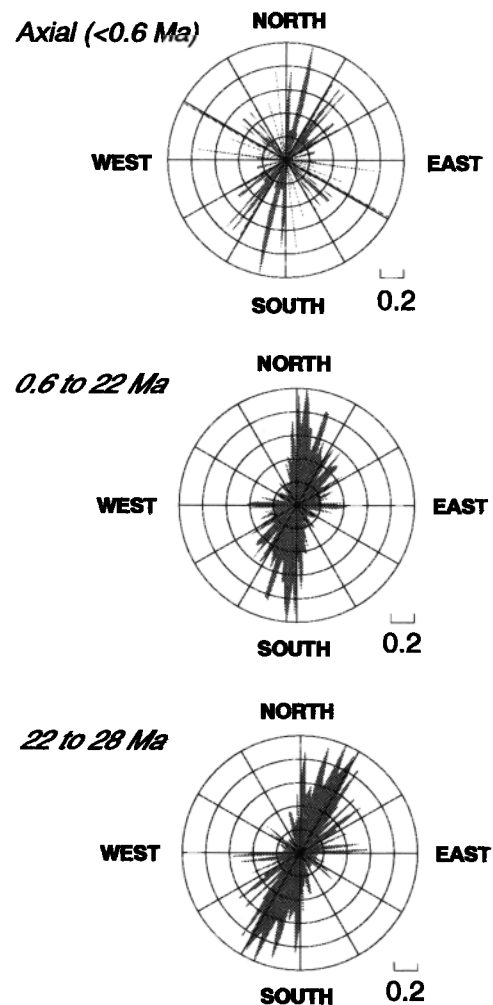 Axial (<0.6 Ma)
NORTH
WEST
EAST
SOUTH
0.2
0.6 to 22 Ma
NORTH
WEST
EAST
SOUTH
0.2
22 to 28 Ma
NORTH
WEST
EAST
SOUTH
0.2